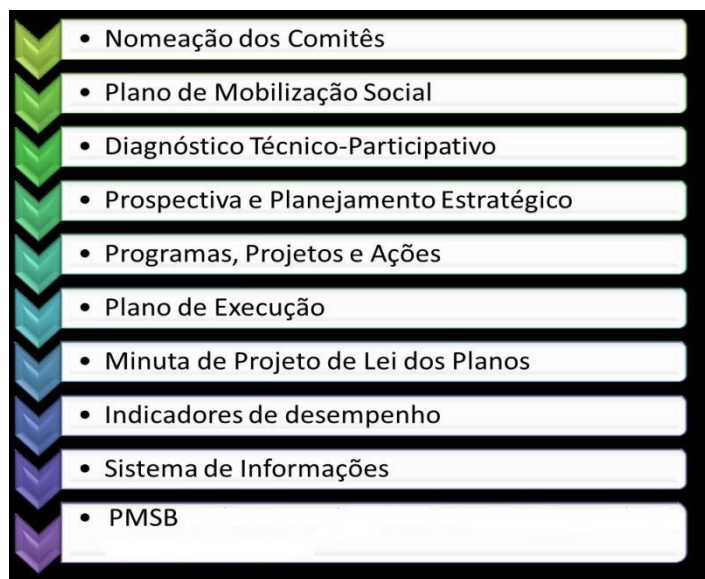 • Nomeação dos Comitês
• Plano de Mobilização Social
• Diagnóstico Técnico-Participativo
• Prospectiva e Planejamento Estratégico
• Programas, Projetos e Ações
• Plano de Execução
• Minuta de Projeto de Lei dos Planos
• Indicadores de desempenho
• Sistema de Informações
• PMSB